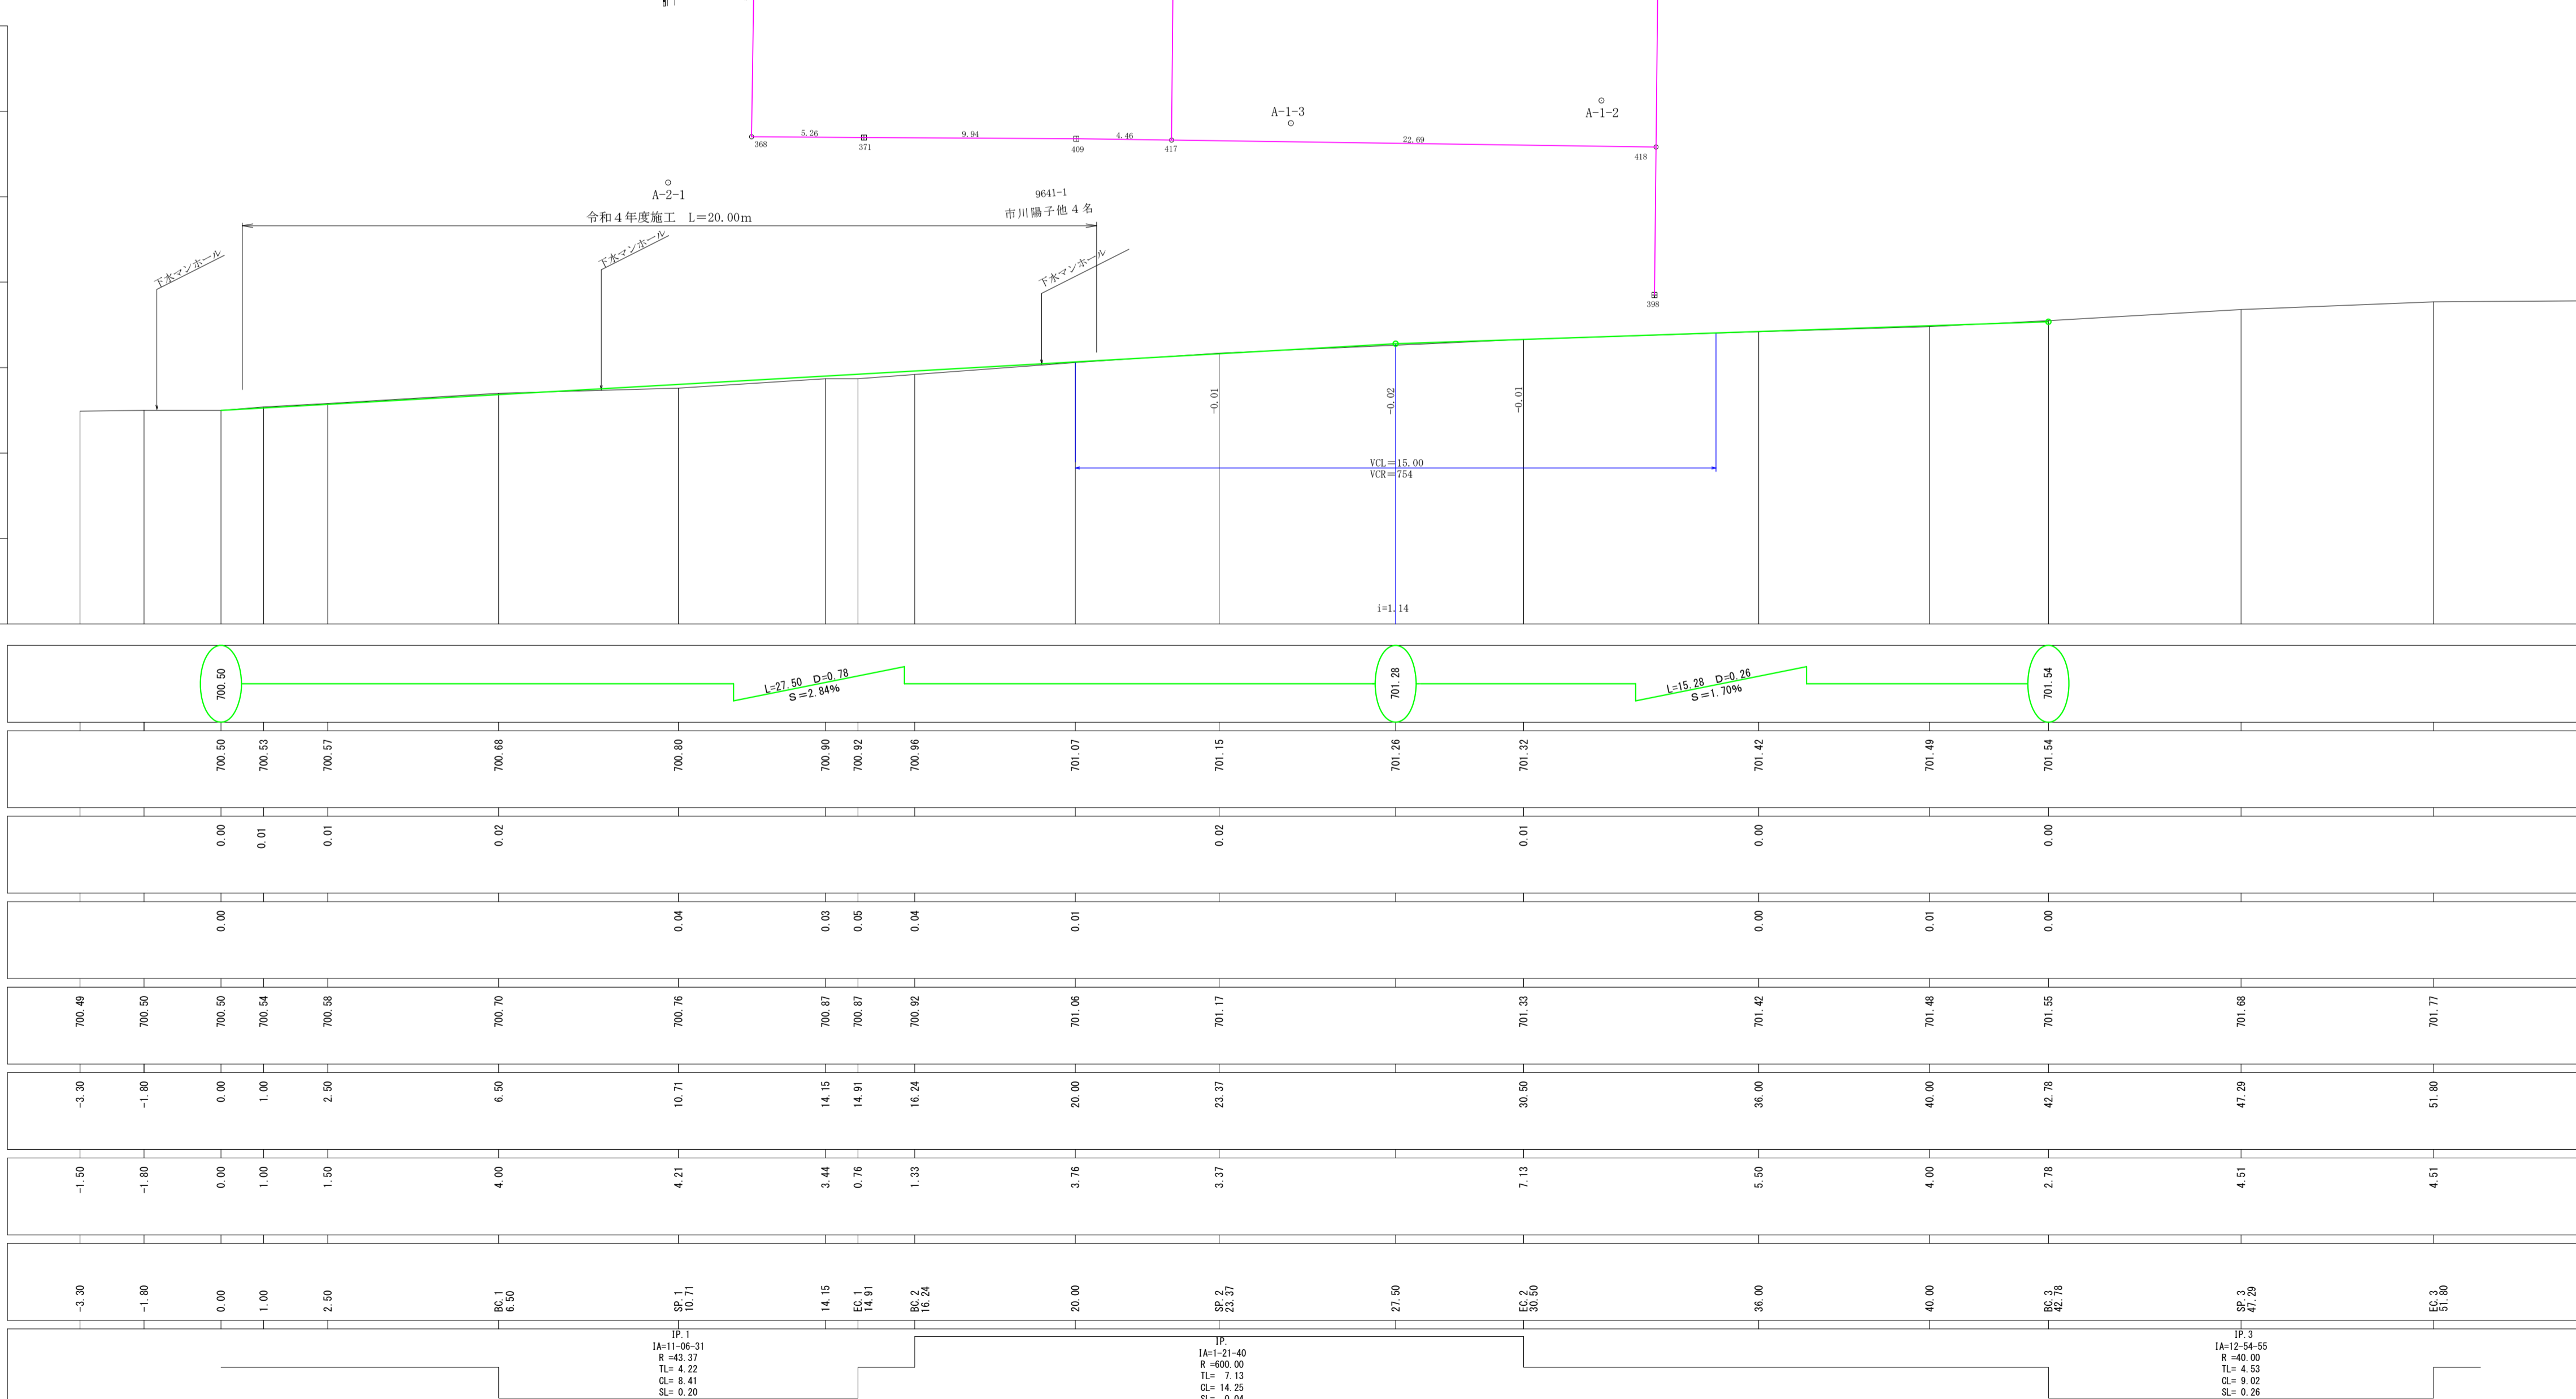 5.26
9.94
4.46
22.69
368
371
409
417
418
398
A-1-3
A-1-2
A-2-1
9641-1
市川陽子他４名
令和４年度施工　L＝20.00m
下水マンホール
下水マンホール
下水マンホール
-0.01
-0.02
-0.01
VCL＝15.00
VCR＝754
i=1.14
700.50
L=27.50　D=0.78
S＝2.84%
701.28
L=15.28　D=0.26
S＝1.70%
701.54
700.50 700.53 700.57 700.68 700.80 700.90 700.92 700.96 701.07 701.15 701.26 701.32 701.42 701.49 701.54
0.00 0.01 0.01 0.02 0.02 0.01 0.00 0.00
0.00 0.04 0.03 0.05 0.04 0.01 0.00 0.01 0.00
700.49 700.50 700.50 700.54 700.58 700.70 700.76 700.87 700.87 700.92 701.06 701.17 701.33 701.42 701.48 701.55 701.68 701.77
-3.30 -1.80 0.00 1.00 2.50 6.50 10.71 14.15 14.91 16.24 20.00 23.37 30.50 36.00 40.00 42.78 47.29 51.80
-1.50 -1.80 0.00 1.00 1.50 4.00 4.21 3.44 0.76 1.33 3.76 3.37 7.13 5.50 4.00 2.78 4.51 4.51
-3.30
-1.80
0.00
1.00
2.50
BC.1
6.50
SP.1
10.71
14.15
EC.1
14.91
BC.2
16.24
20.00
SP.2
23.37
27.50
EC.2
30.50
36.00
40.00
BC.3
42.78
SP.3
47.29
EC.3
51.80
IP.1
IA=11-06-31
R =43.37
TL= 4.22
CL= 8.41
SL= 0.20
IP.
IA=1-21-40
R =600.00
TL= 7.13
CL= 14.25
SL= 0.04
IP.3
IA=12-54-55
R =40.00
TL= 4.53
CL= 9.02
SL= 0.26